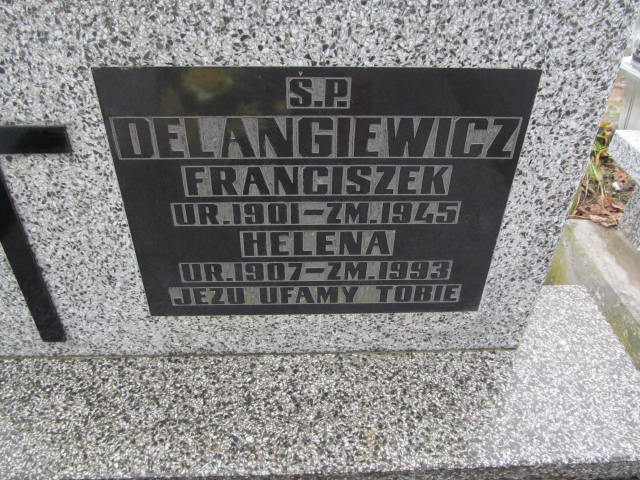 Ś.P.
DELANGIEWICZ
FRANCISZEK
UR.1901-ZM.1945
HELENA
UR.1907-ZM.1993
JEZU UFAMY TOBIE